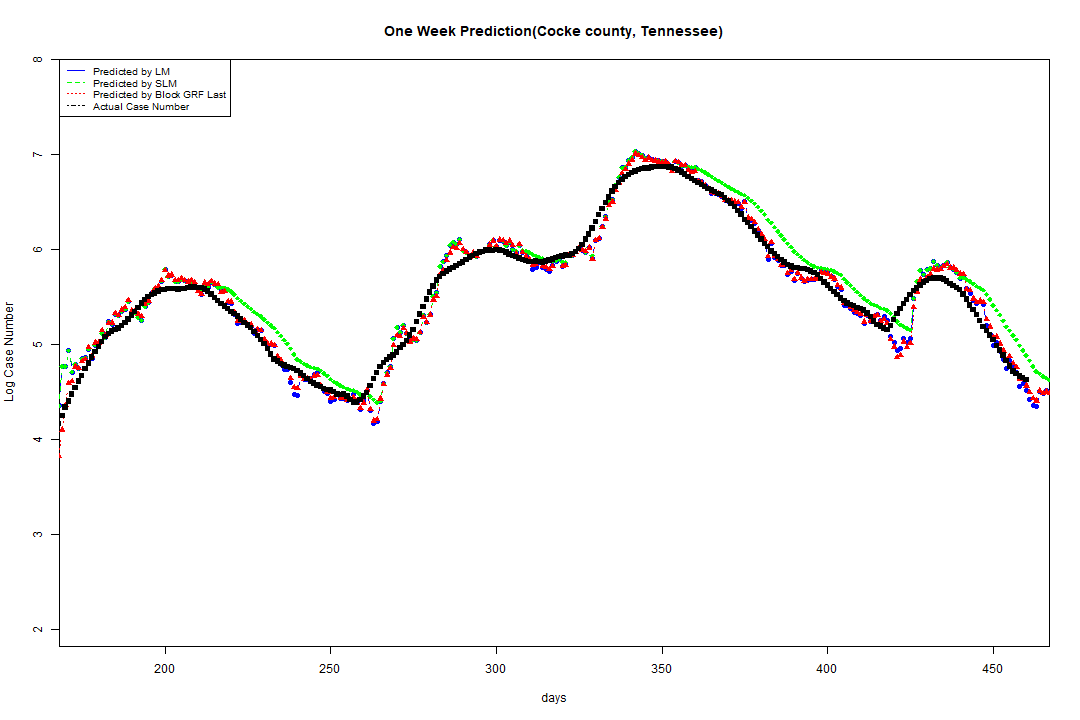 One Week Prediction(Cocke county, Tennessee)
Predicted by LM
Predicted by SLM
Predicted by Block GRF Last
Actual Case Number
8
7
6
5
4
3
2
Log Case Number
200 250 300 350 400 450
days